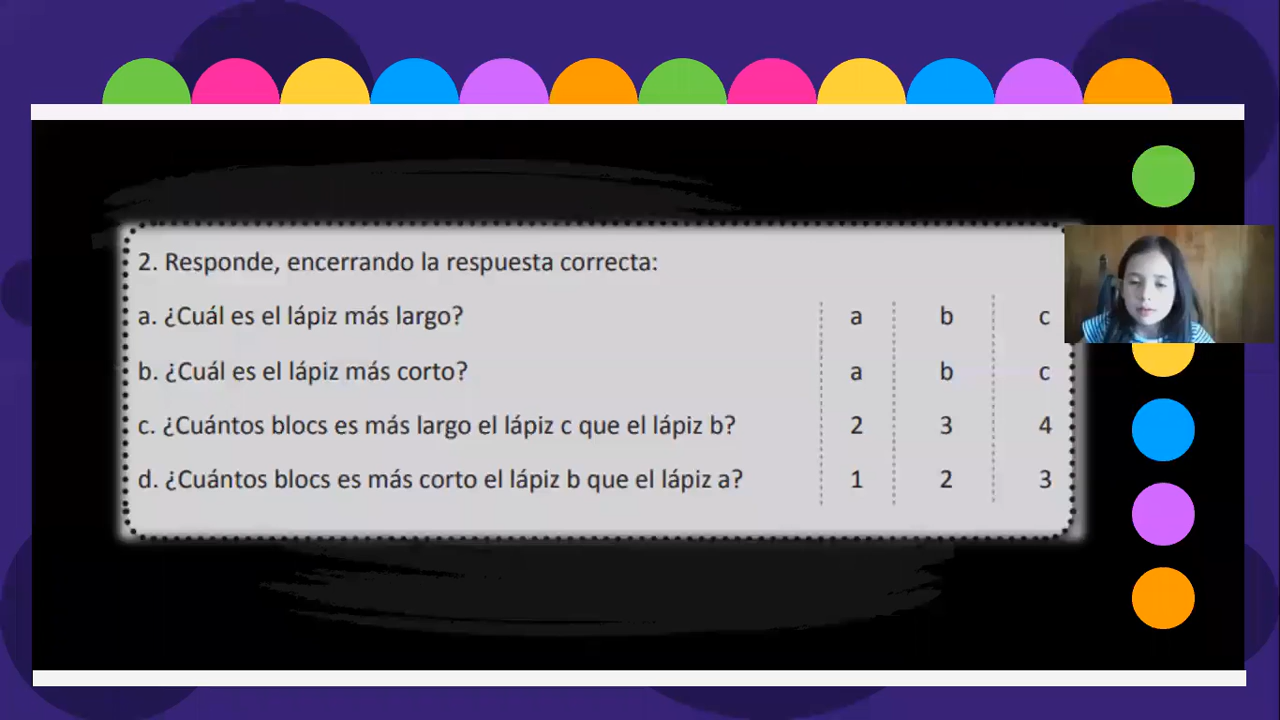 2. Responde, encerrando la respuesta correcta:
a. ¿Cuál es el lápiz más largo? a b c
b. ¿Cuál es el lápiz más corto? a b c
c. ¿Cuántos blocs es más largo el lápiz c que el lápiz b? 2 3 4
d. ¿Cuántos blocs es más corto el lápiz b que el lápiz a? 1 2 3